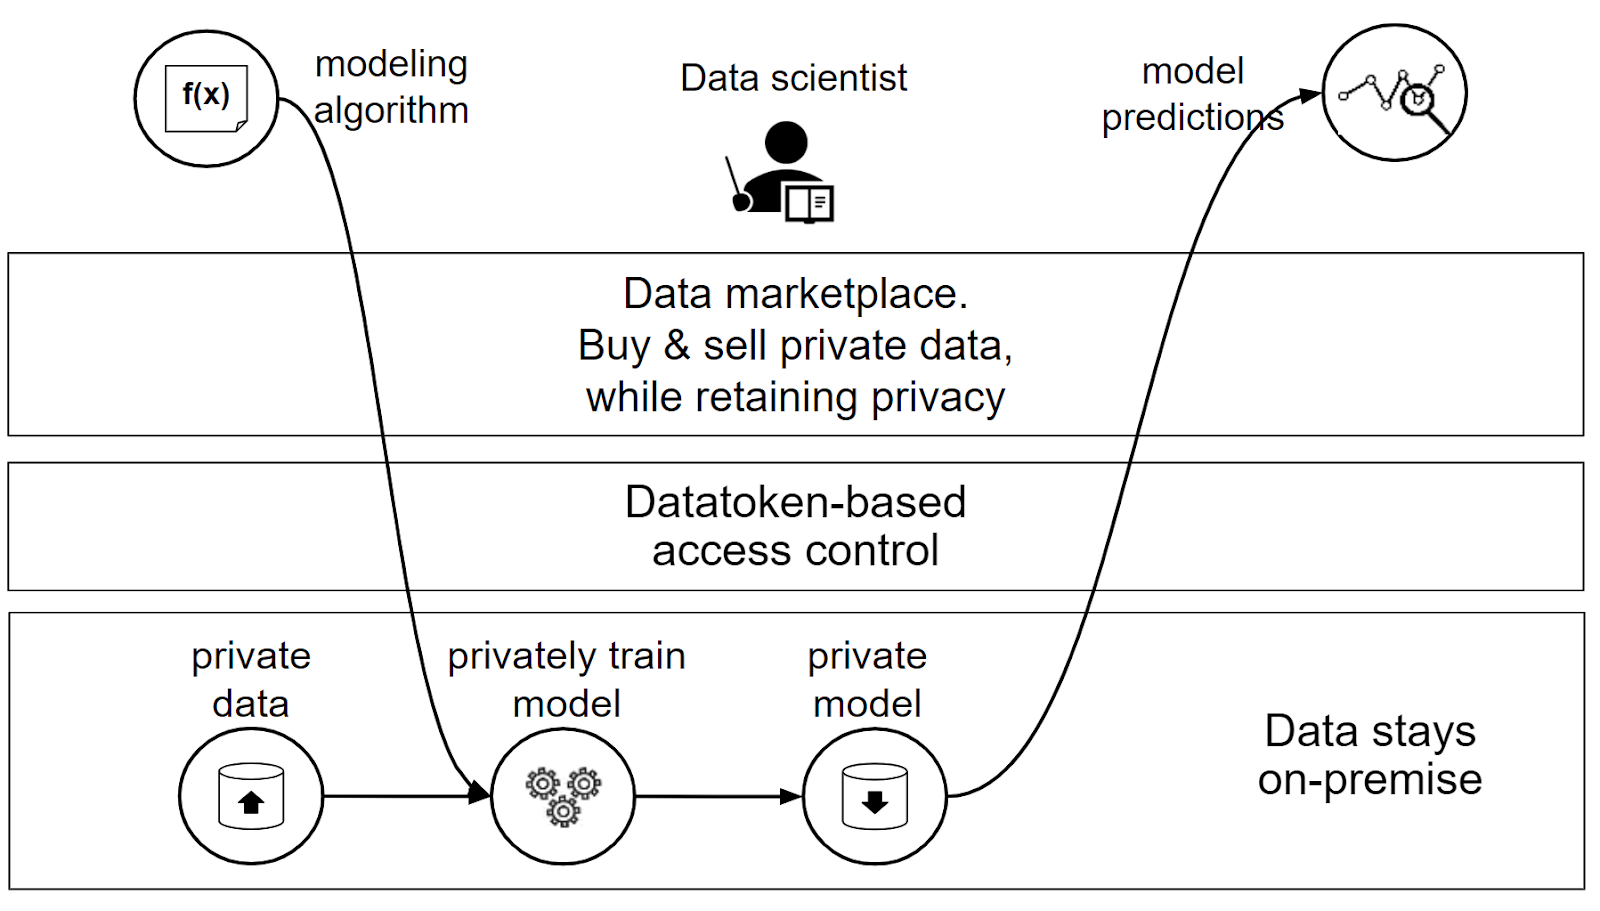 modeling
algorithm
f(x)
Data scientist
model
predictions
Data marketplace.
Buy & sell private data,
while retaining privacy
Datatoken-based
access control
private
data
privately train
model
private
model
Data stays
on-premise